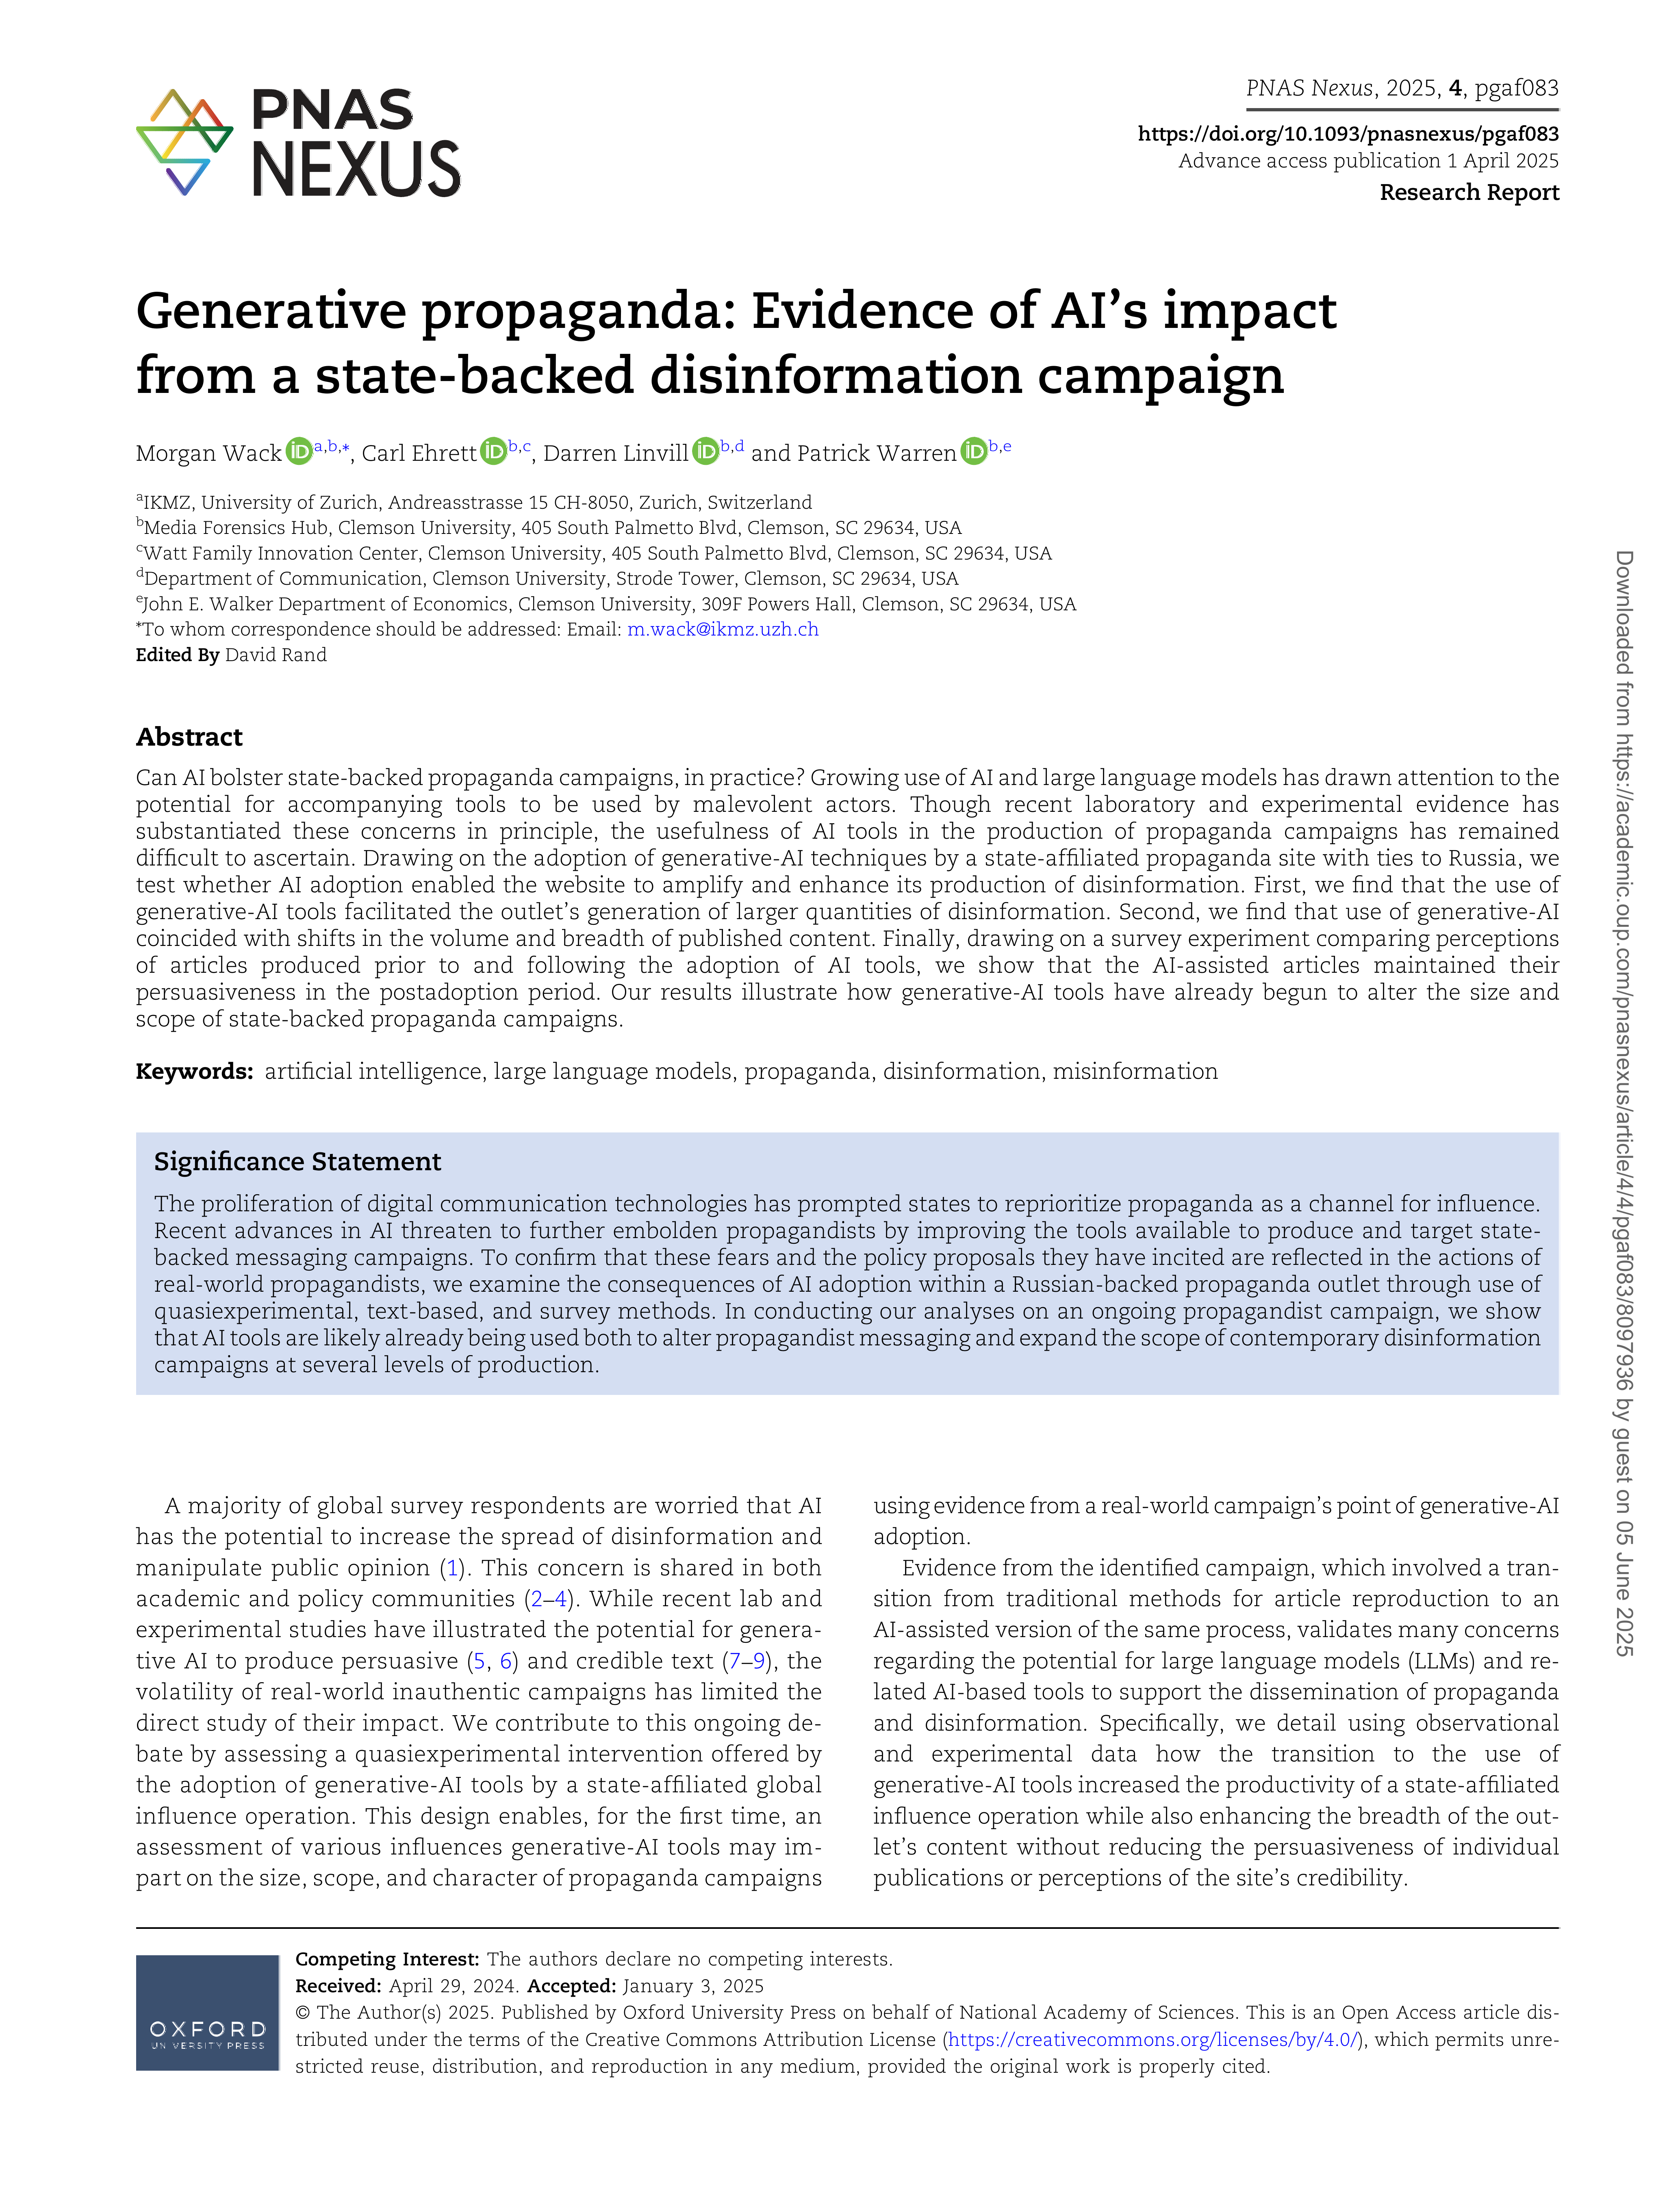 PNAS
NEXUS
PNAS Nexus, 2025, 4, pgaf083
https://doi.org/10.1093/pnasnexus/pgaf083
Advance access publication 1 April 2025
Research Report
Generative propaganda: Evidence of AI’s impact
from a state-backed disinformation campaign
Morgan Wack iD a,b,*, Carl Ehrett iD b,c, Darren Linvill iD b,d and Patrick Warren iD b,e
aIKMZ, University of Zurich, Andreasstrasse 15 CH-8050, Zurich, Switzerland
bMedia Forensics Hub, Clemson University, 405 South Palmetto Blvd, Clemson, SC 29634, USA
cWatt Family Innovation Center, Clemson University, 405 South Palmetto Blvd, Clemson, SC 29634, USA
dDepartment of Communication, Clemson University, Strode Tower, Clemson, SC 29634, USA
eJohn E. Walker Department of Economics, Clemson University, 309F Powers Hall, Clemson, SC 29634, USA
*To whom correspondence should be addressed: Email: m.wack@ikmz.uzh.ch
Edited By David Rand
Abstract
Can AI bolster state-backed propaganda campaigns, in practice? Growing use of AI and large language models has drawn attention to the
potential for accompanying tools to be used by malevolent actors. Though recent laboratory and experimental evidence has
substantiated these concerns in principle, the usefulness of AI tools in the production of propaganda campaigns has remained
difficult to ascertain. Drawing on the adoption of generative-AI techniques by a state-affiliated propaganda site with ties to Russia, we
test whether AI adoption enabled the website to amplify and enhance its production of disinformation. First, we find that the use of
generative-AI tools facilitated the outlet’s generation of larger quantities of disinformation. Second, we find that use of generative-AI
coincided with shifts in the volume and breadth of published content. Finally, drawing on a survey experiment comparing perceptions
of articles produced prior to and following the adoption of AI tools, we show that the AI-assisted articles maintained their
persuasiveness in the postadoption period. Our results illustrate how generative-AI tools have already begun to alter the size and
scope of state-backed propaganda campaigns.
Keywords: artificial intelligence, large language models, propaganda, disinformation, misinformation
Significance Statement
The proliferation of digital communication technologies has prompted states to reprioritize propaganda as a channel for influence.
Recent advances in AI threaten to further embolden propagandists by improving the tools available to produce and target state-
backed messaging campaigns. To confirm that these fears and the policy proposals they have incited are reflected in the actions of
real-world propagandists, we examine the consequences of AI adoption within a Russian-backed propaganda outlet through use of
quasiexperimental, text-based, and survey methods. In conducting our analyses on an ongoing propagandist campaign, we show
that AI tools are likely already being used both to alter propagandist messaging and expand the scope of contemporary disinformation
campaigns at several levels of production.
A majority of global survey respondents are worried that AI
has the potential to increase the spread of disinformation and
manipulate public opinion (1). This concern is shared in both
academic and policy communities (2–4). While recent lab and
experimental studies have illustrated the potential for genera-
tive AI to produce persuasive (5, 6) and credible text (7–9), the
volatility of real-world inauthentic campaigns has limited the
direct study of their impact. We contribute to this ongoing de-
bate by assessing a quasiexperimental intervention offered by
the adoption of generative-AI tools by a state-affiliated global
influence operation. This design enables, for the first time, an
assessment of various influences generative-AI tools may im-
part on the size, scope, and character of propaganda campaigns
using evidence from a real-world campaign’s point of generative-AI
adoption.
Evidence from the identified campaign, which involved a tran-
sition from traditional methods for article reproduction to an
AI-assisted version of the same process, validates many concerns
regarding the potential for large language models (LLMs) and re-
lated AI-based tools to support the dissemination of propaganda
and disinformation. Specifically, we detail using observational
and experimental data how the transition to the use of
generative-AI tools increased the productivity of a state-affiliated
influence operation while also enhancing the breadth of the out-
let’s content without reducing the persuasiveness of individual
publications or perceptions of the site’s credibility.
OXFORD
UNIVERSITY PRESS
Competing Interest: The authors declare no competing interests.
Received: April 29, 2024. Accepted: January 3, 2025
© The Author(s) 2025. Published by Oxford University Press on behalf of National Academy of Sciences. This is an Open Access article dis-
tributed under the terms of the Creative Commons Attribution License (https://creativecommons.org/licenses/by/4.0/), which permits unre-
stricted reuse, distribution, and reproduction in any medium, provided the original work is properly cited.
Downloaded from https://academic.oup.com/pnasnexus/article/4/4/pgaf083/8097936 by guest on 05 June 2025